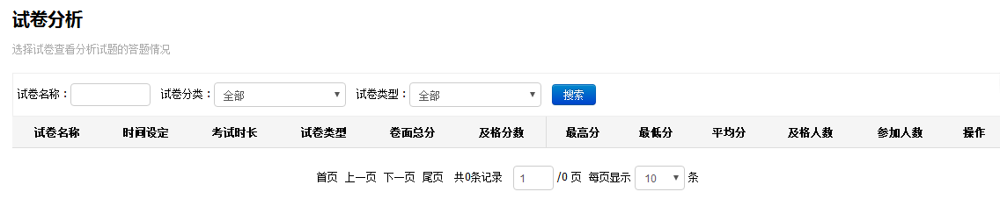 试卷分析
选择试卷查看分析试题的答题情况
试卷名称： 试卷分类： 全部 试卷类型： 全部 搜索
试卷名称 时间设定 考试时长 试卷类型 卷面总分 及格分数 最高分 最低分 平均分 及格人数 参加人数 操作
首页 上一页 下一页 尾页 共0条记录 1 /0 页 每页显示 10 条